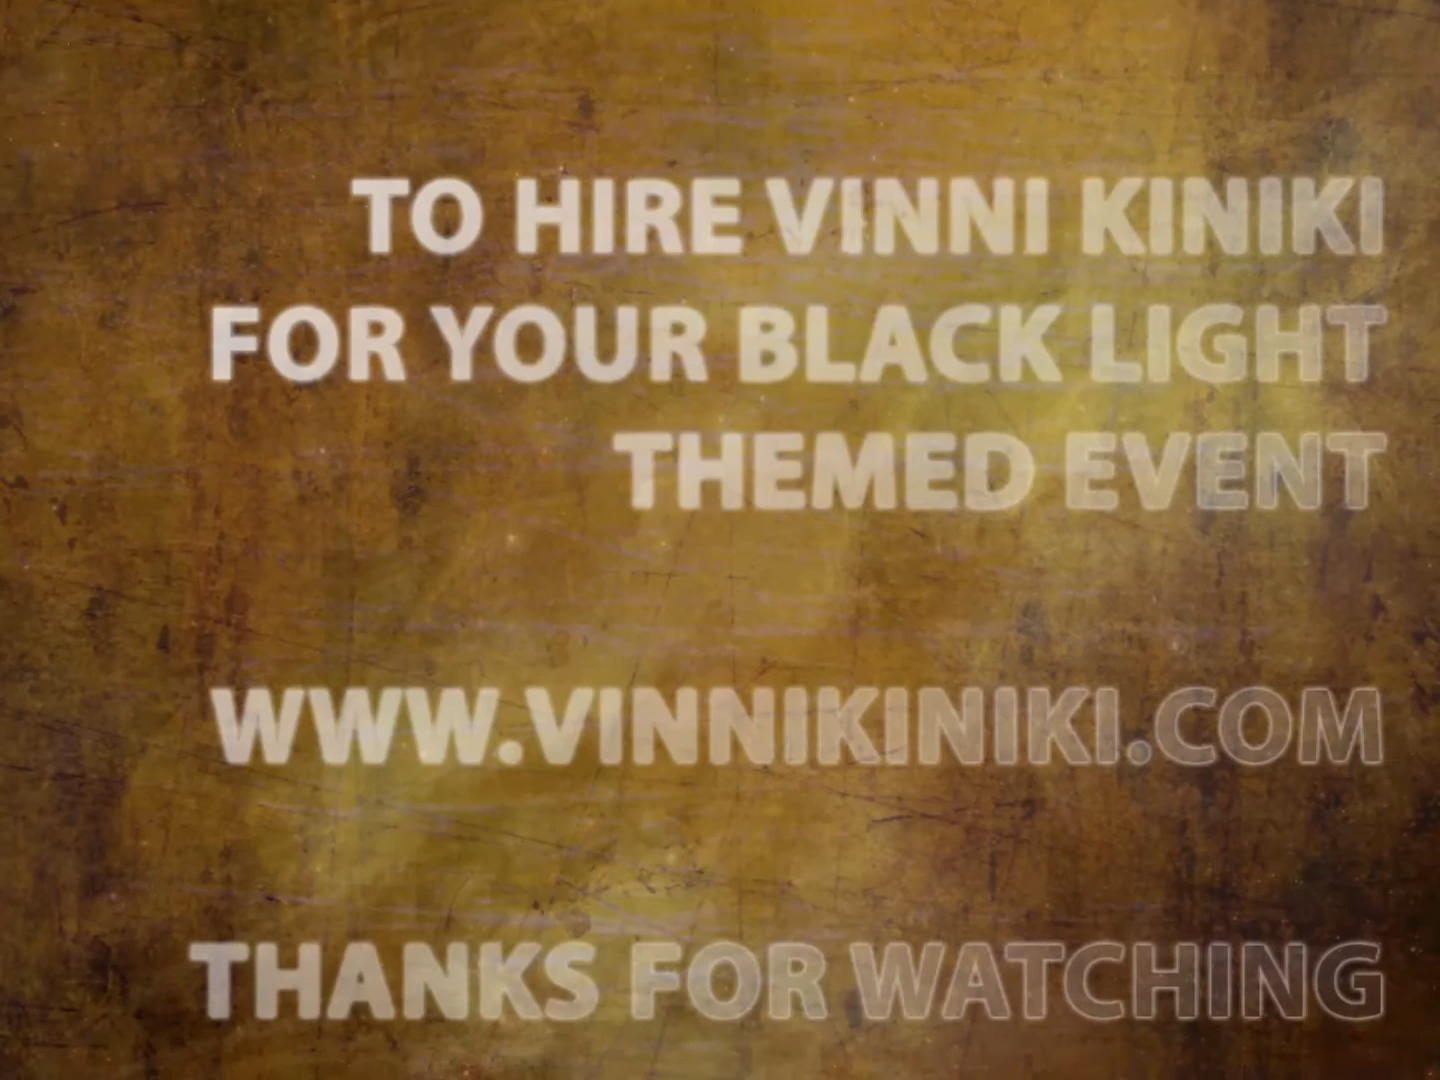 TO HIRE VINNI KINIKI
FOR YOUR BLACK LIGHT
THEMED EVENT
WWW.VINNIKINIKI.COM
THANKS FOR WATCHING